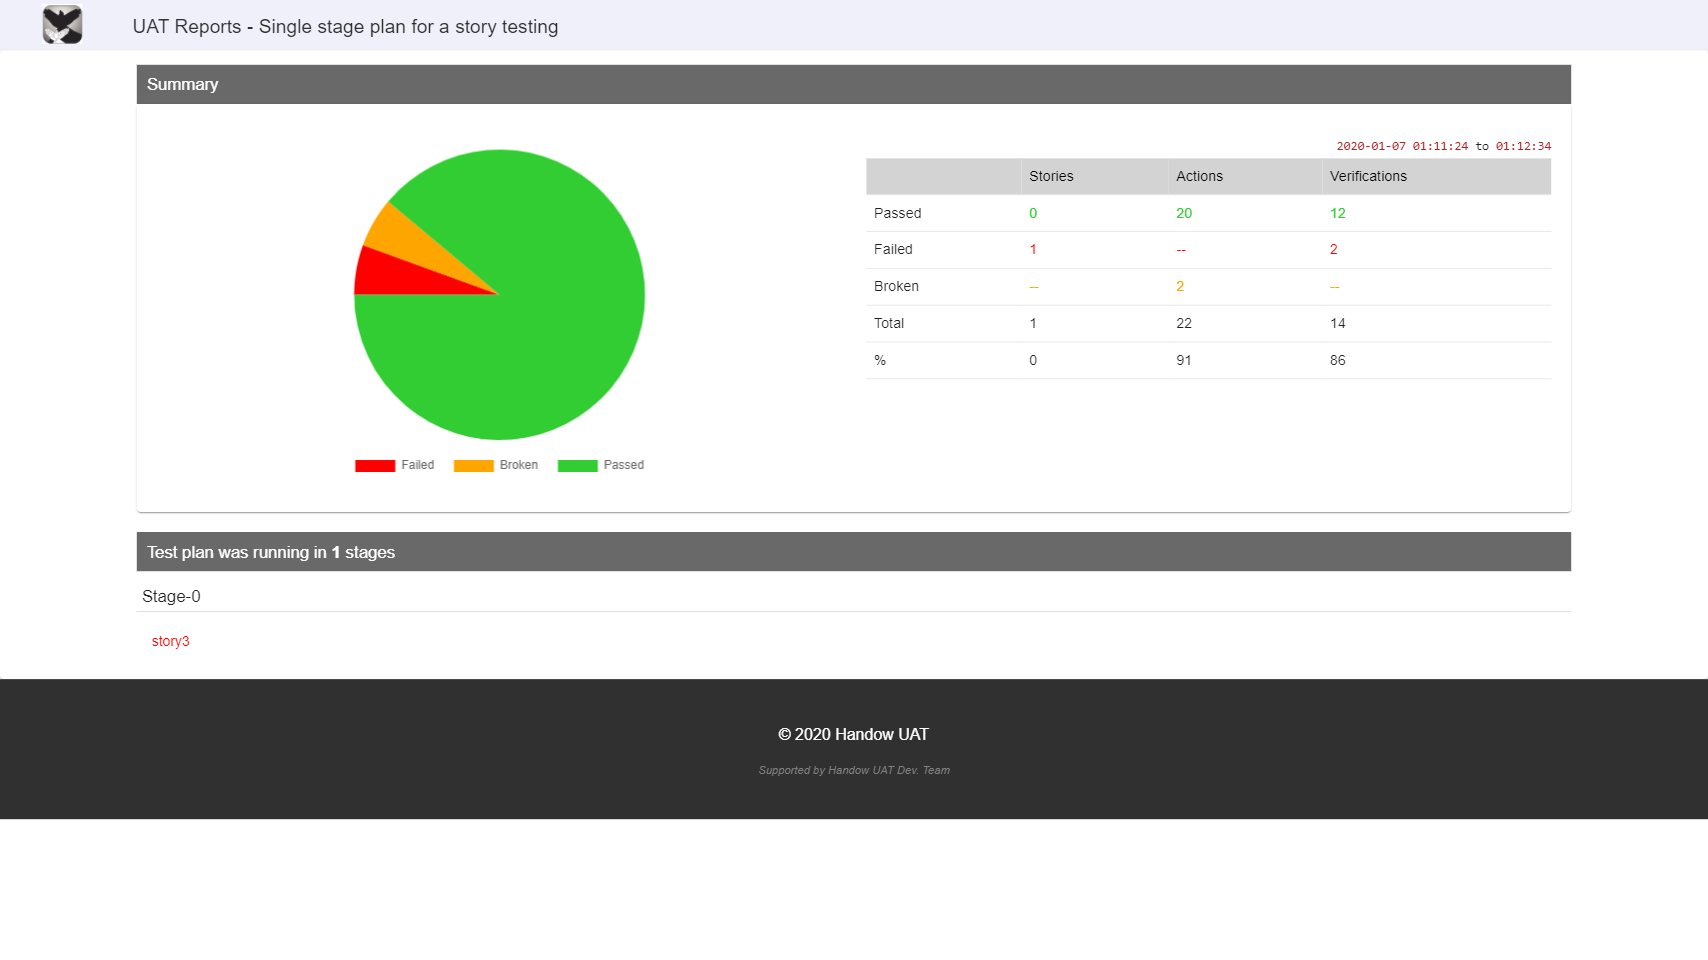 UAT Reports - Single stage plan for a story testing
Summary
2020-01-07 01:11:24 to 01:12:34
Stories Actions Verifications
Passed 0 20 12
Failed 1 -- 2
Broken -- 2 --
Total 1 22 14
% 0 91 86
Failed Broken Passed
Test plan was running in 1 stages
Stage-0
story3
© 2020 Handow UAT
Supported by Handow UAT Dev. Team